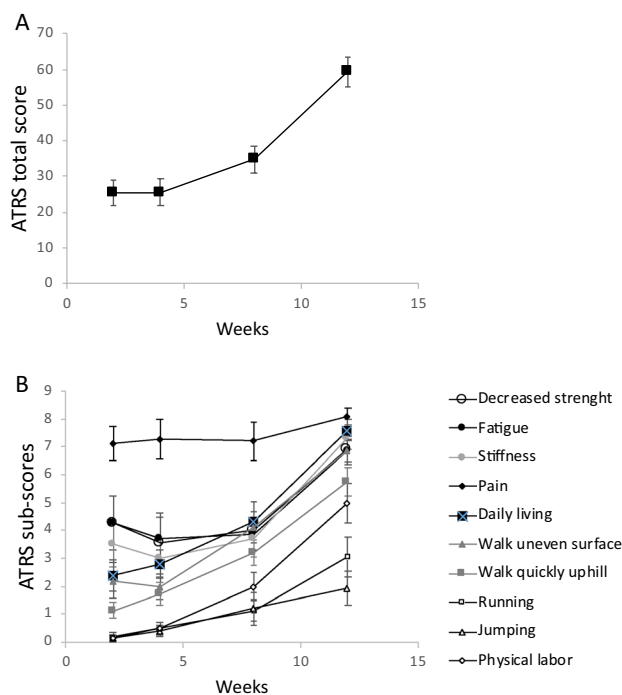 A
ATRS total score
70
60
50
40
30
20
10
0
0 5 10 15
Weeks
B
ATRS sub-scores
9
8
7
6
5
4
3
2
1
0
0 5 10 15
Weeks
Decreased strenght
Fatigue
Stiffness
Pain
Daily living
Walk uneven surface
Walk quickly uphill
Running
Jumping
Physical labor